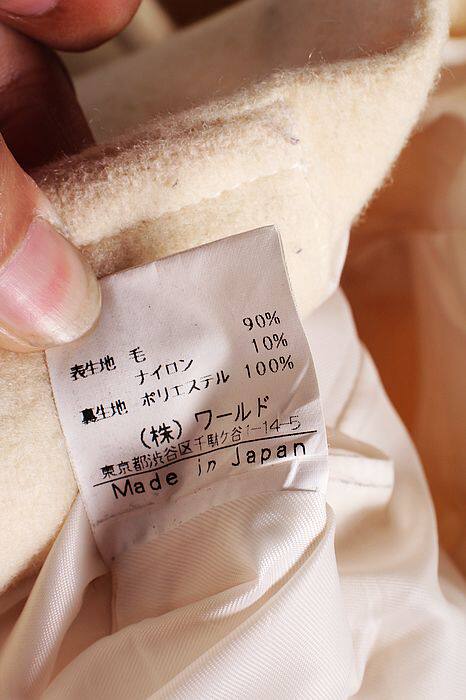 表生地 毛 90%
ナイロン 10%
裏生地 ポリエステル 100%
(株) ワールド
東京都渋谷区千駄ケ谷1-14-5
Made in Japan